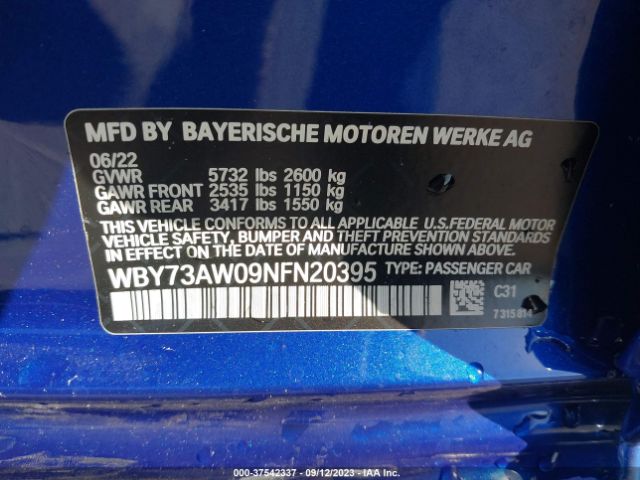 MFD BY BAYERISCHE MOTOREN WERKE AG
06/22
GVWR 5732 lbs 2600 kg
GAWR FRONT 2535 lbs 1150 kg
GAWR REAR 3417 lbs 1550 kg
THIS VEHICLE CONFORMS TO ALL APPLICABLE U.S.FEDERAL MOTOR
VEHICLE SAFETY, BUMPER AND THEFT PREVENTION STANDARDS
IN EFFECT ON THE DATE OF MANUFACTURE SHOWN ABOVE.
WBY73AW09NFN20395 TYPE: PASSENGER CAR
C31
7 315 814
000-37542337 - 09/12/2023 - IAA Inc.